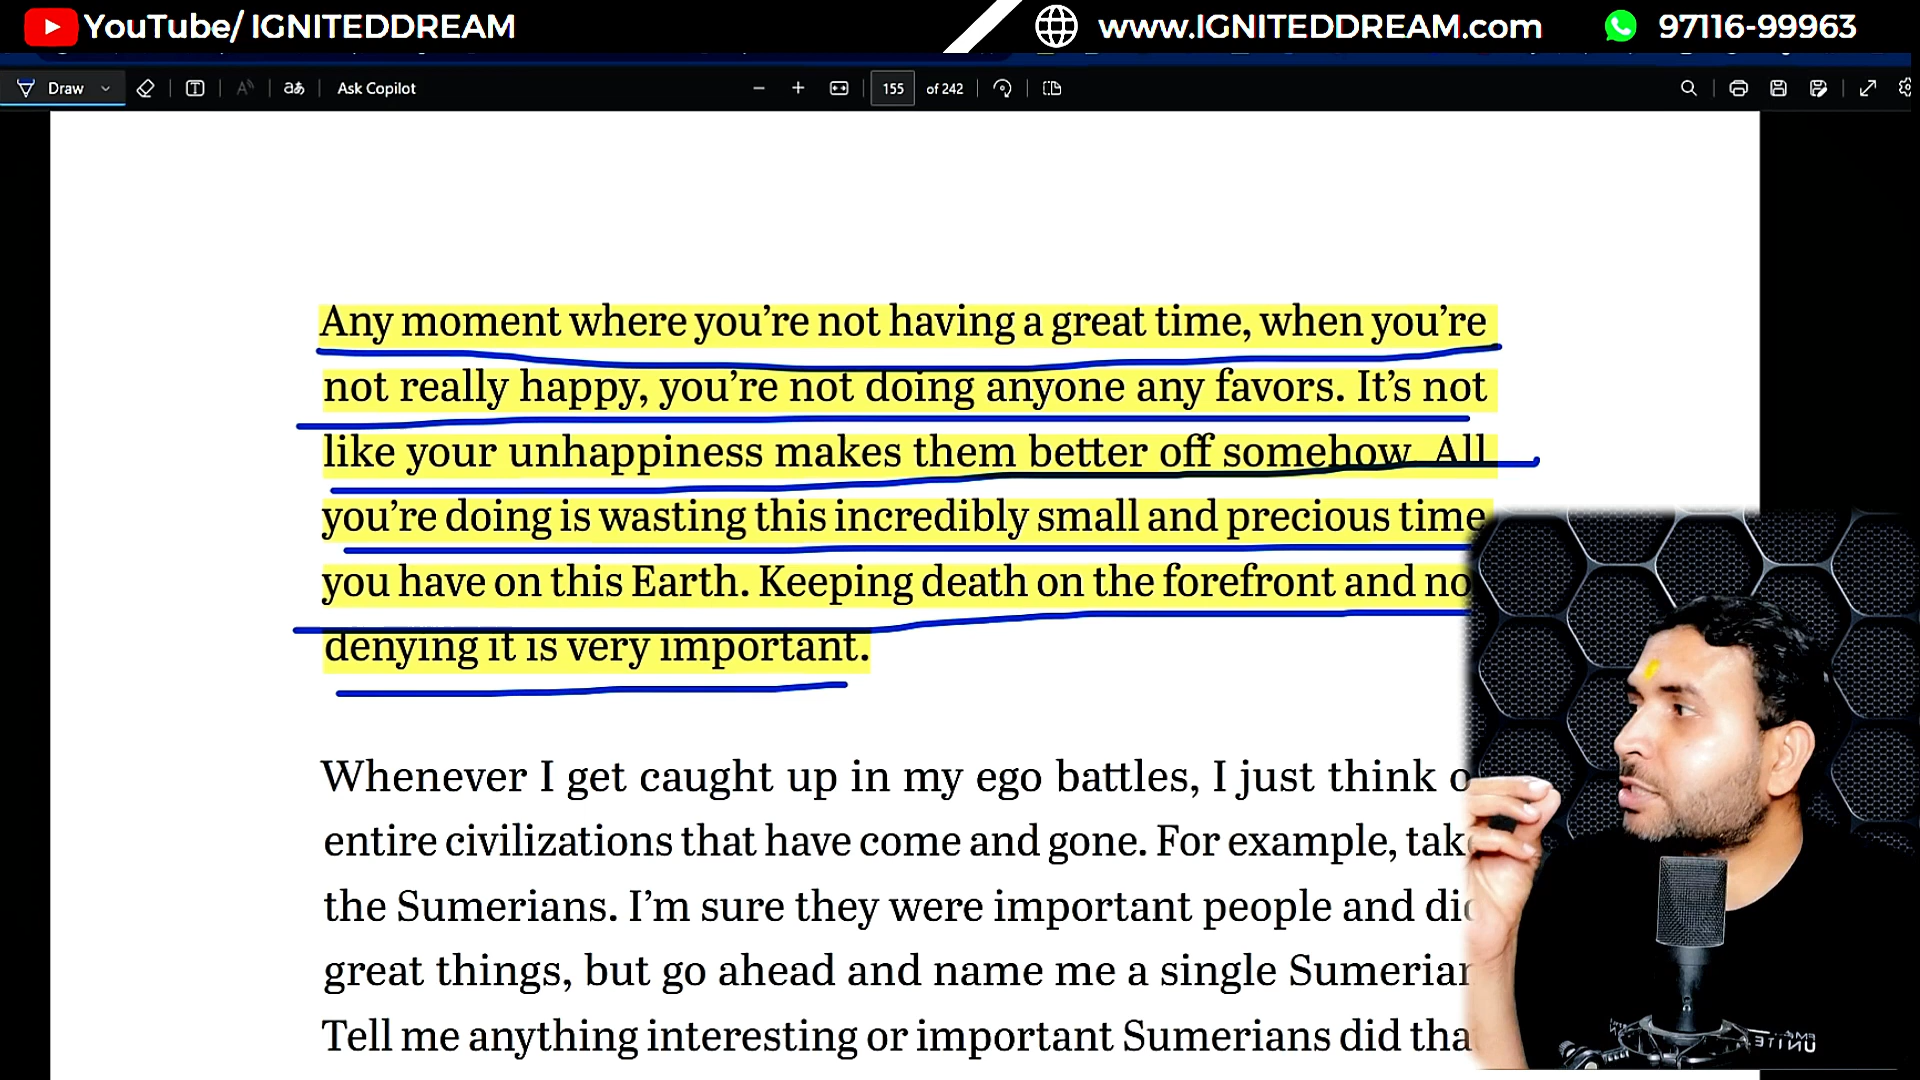 YouTube/ IGNITEDDREAM
www.IGNITEDDREAM.com
97116-99963
Draw
Ask Copilot
155 of 242
Any moment where you’re not having a great time, when you’re
not really happy, you’re not doing anyone any favors. It’s not
like your unhappiness makes them better off somehow. All
you’re doing is wasting this incredibly small and precious time
you have on this Earth. Keeping death on the forefront and
denying it is very important.
Whenever I get caught up in my ego battles, I just think
entire civilizations that have come and gone. For example,
the Sumerians. I’m sure they were important people and
great things, but go ahead and name me a single
Tell me anything interesting or important Sumerians did